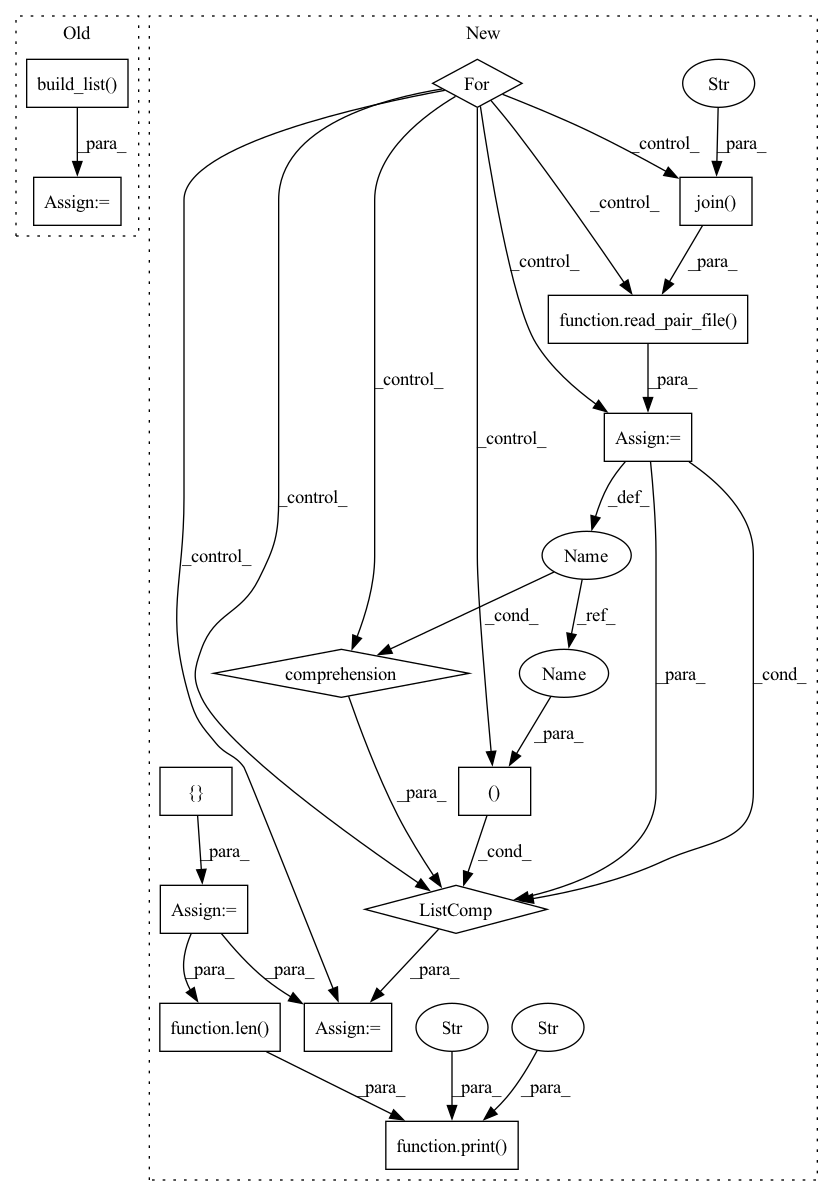 Old
New
build_list()
For
Str
_para_
_control_
_para_
Assign:=
join()
_control_
_control_
_para_
function.read_pair_file()
_control_
_para_
_control_
Assign:=
_control_
_def_
_control_
Name
_cond_
_ref_
comprehension
Name
_para_
_cond_
_para_
{}
()
_para_
_para_
_cond_
Assign:=
ListComp
_para_
_para_
_para_
function.len()
Assign:=
Str
Str
_para_
_para_
_para_
function.print()